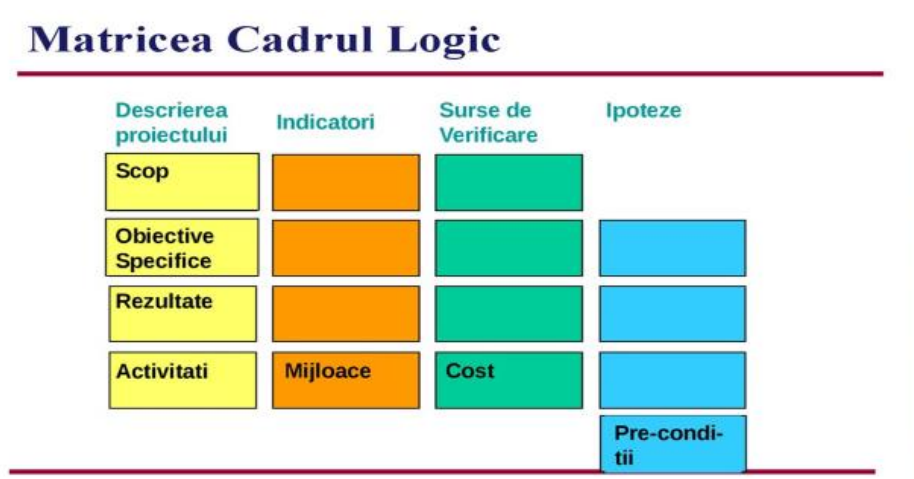 Matricea Cadrul Logic
Descrierea
proiectului
Indicatori
Surse de
Verificare
Ipoteze
Scop
Obiective
Specifice
Rezultate
Activitati
Mijloace
Cost
Pre-condi-
tii